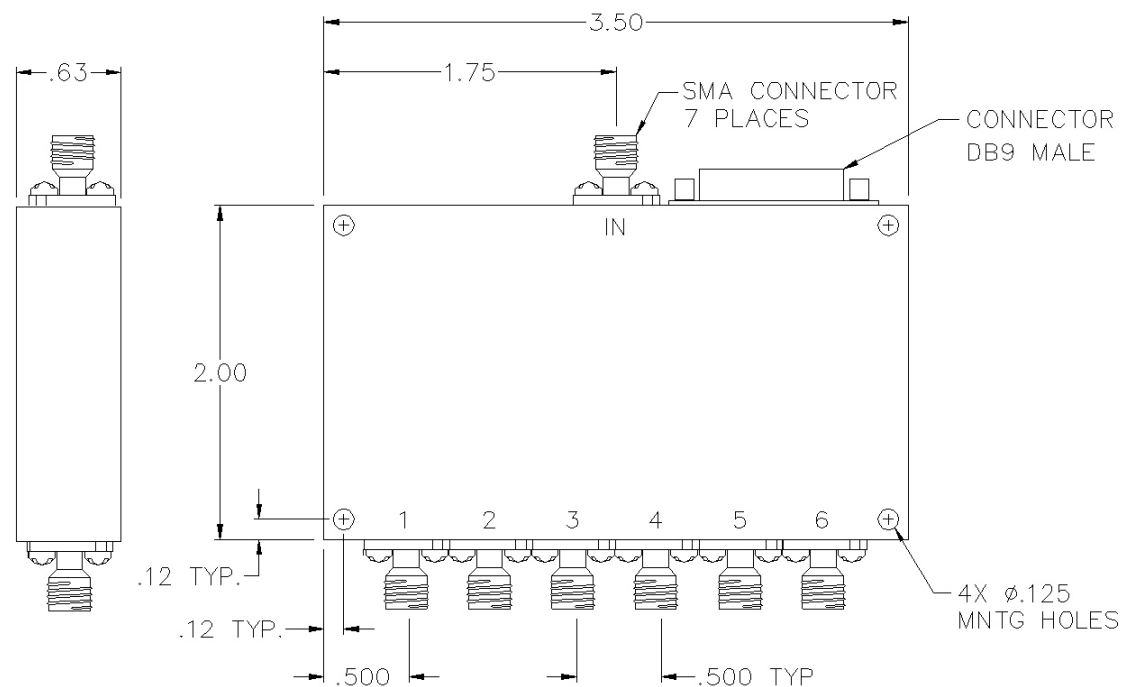 3.50
.63
1.75
SMA CONNECTOR
7 PLACES
CONNECTOR
DB9 MALE
IN
2.00
1 2 3 4 5 6
.12 TYP.
4X ø.125
MNTG HOLES
.12 TYP.
.500
.500 TYP